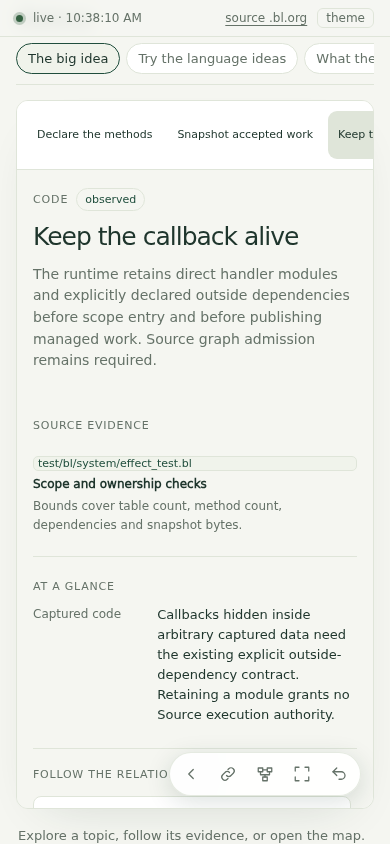 live · 10:38:10 AM
source .bl.org
theme
The big idea
Try the language ideas
What the
Declare the methods
Snapshot accepted work
Keep t
CODE
observed
Keep the callback alive
The runtime retains direct handler modules
and explicitly declared outside dependencies
before scope entry and before publishing
managed work. Source graph admission
remains required.
SOURCE EVIDENCE
test/bl/system/effect_test.bl
Scope and ownership checks
Bounds cover table count, method count,
dependencies and snapshot bytes.
AT A GLANCE
Captured code
Callbacks hidden inside
arbitrary captured data need
the existing explicit outside-
dependency contract.
Retaining a module grants no
Source execution authority.
FOLLOW THE RELATIO
Explore a topic, follow its evidence, or open the map.